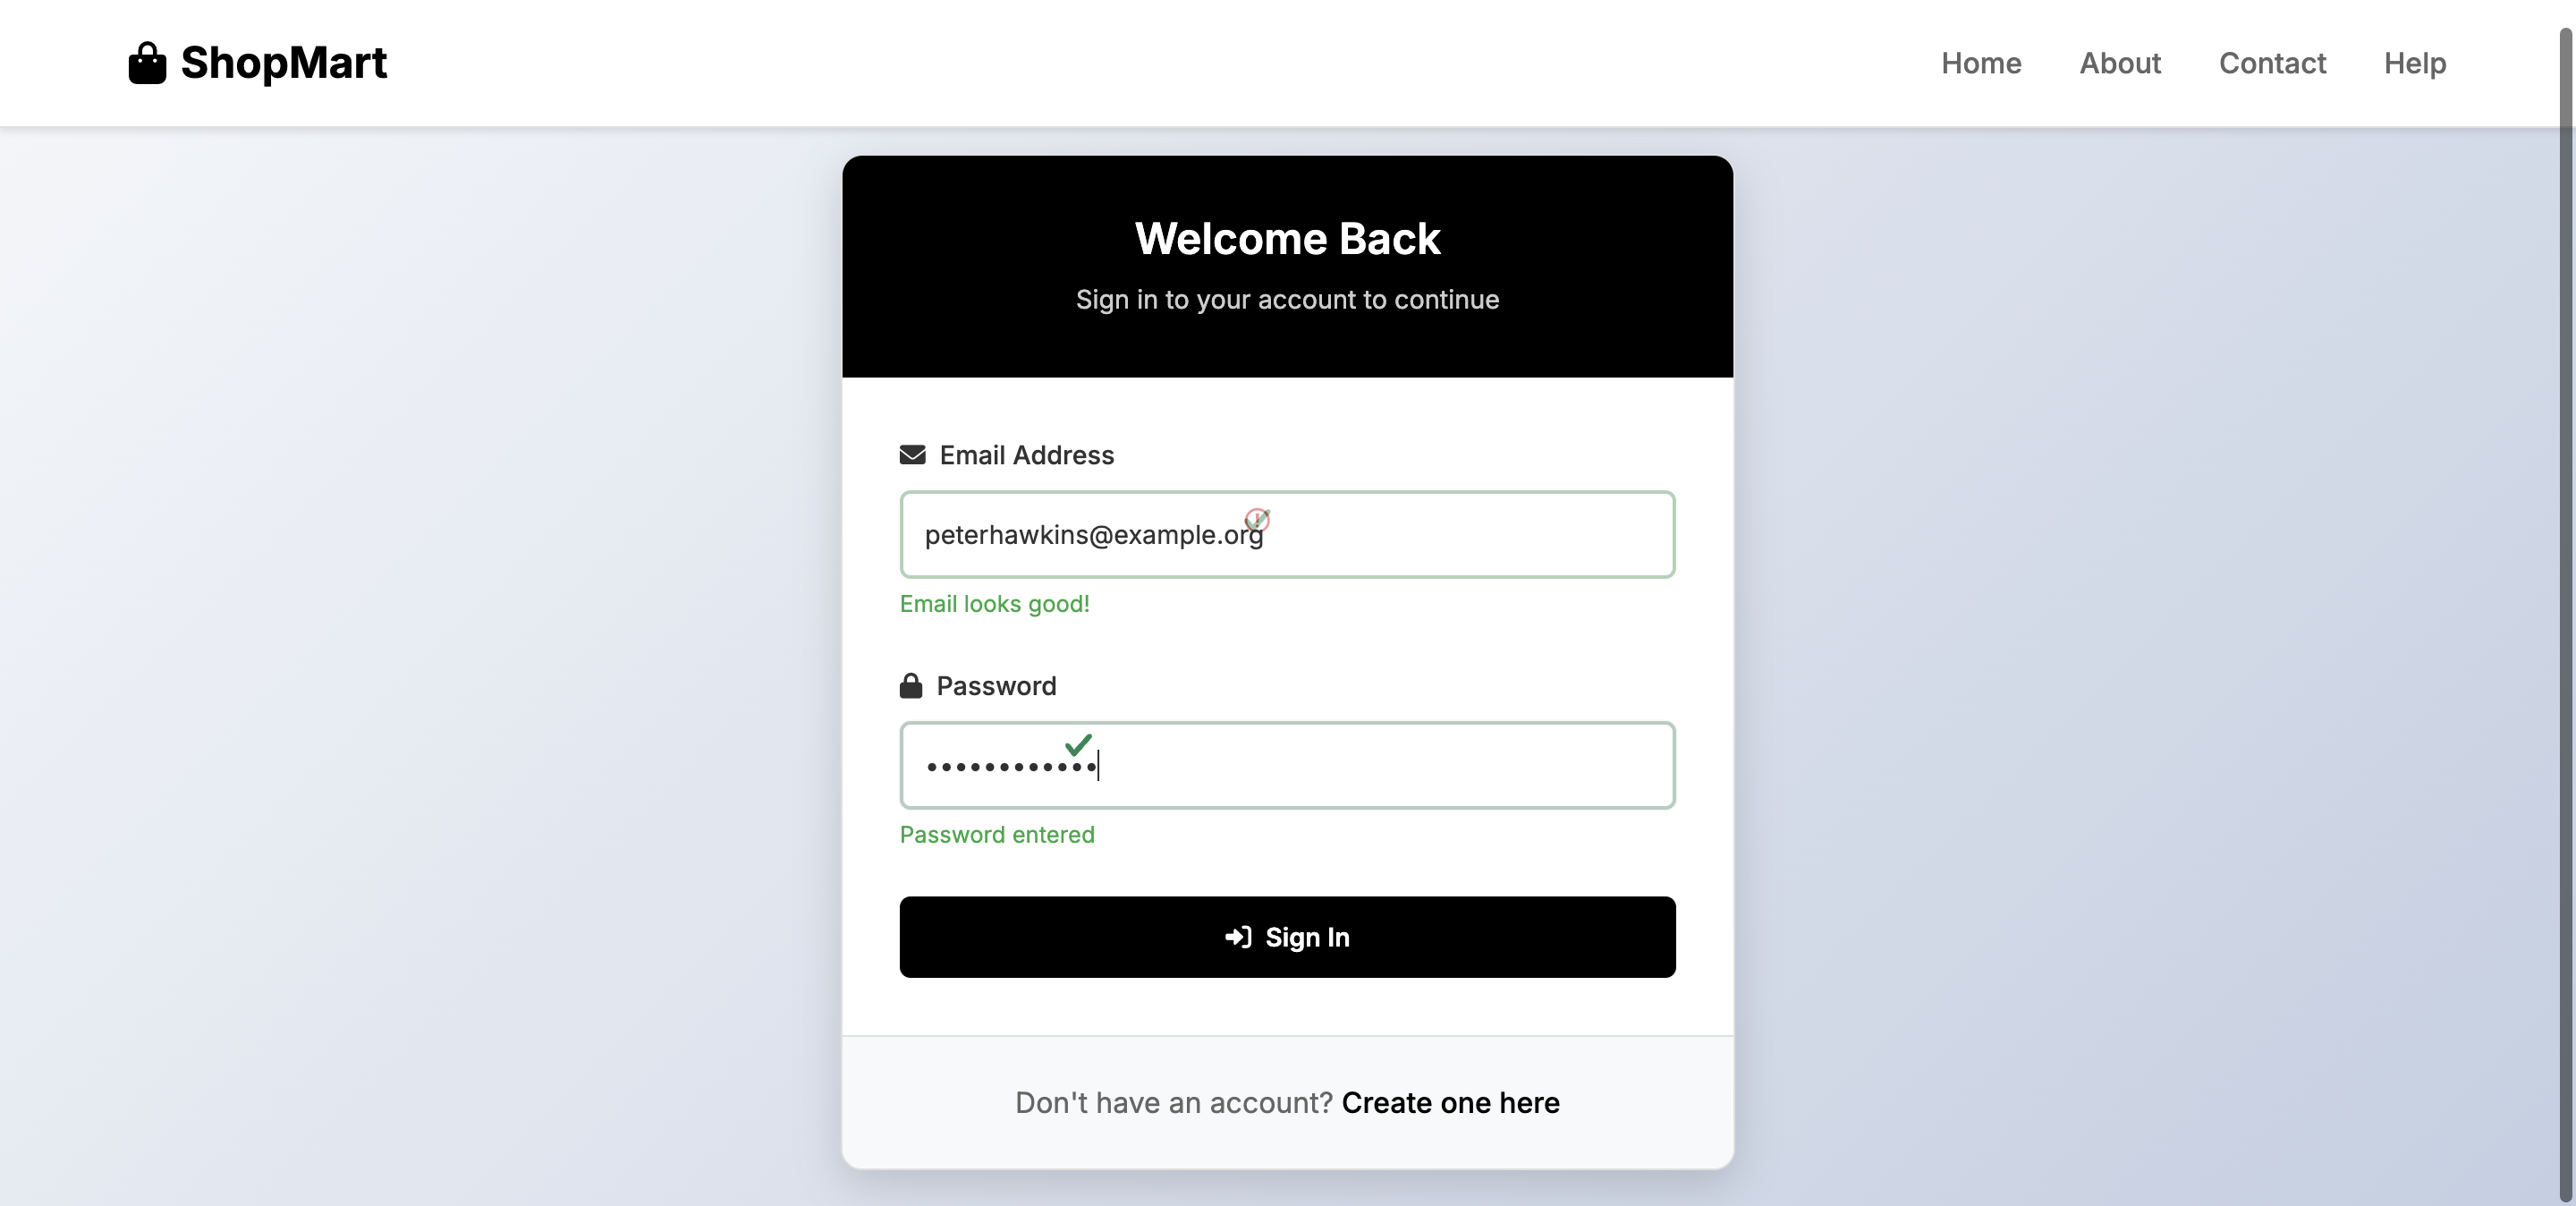 ShopMart
Home About Contact Help
Welcome Back
Sign in to your account to continue
Email Address
peterhawkins@example.org
Email looks good!
Password
••••••••••••
Password entered
Sign In
Don't have an account? Create one here